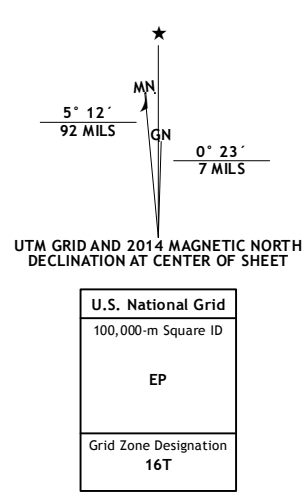 ★
MN.
5° 12´
92 MILS
GN
0° 23´
7 MILS
UTM GRID AND 2014 MAGNETIC NORTH
DECLINATION AT CENTER OF SHEET
U.S. National Grid
100,000-m Square ID
EP
Grid Zone Designation
16T